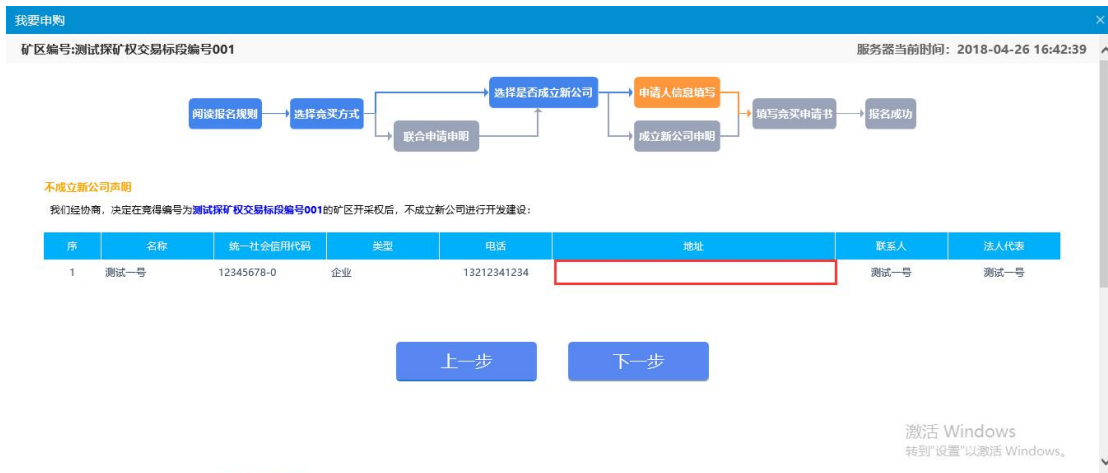 我要申购
矿区编号:测试探矿权交易标段编号001
服务器当前时间：2018-04-26 16:42:39
选择是否成立新公司 申请人信息填写
阅读报名规则 选择竞买方式 填写竞买申请书 报名成功
联合申请申明 成立新公司申明
不成立新公司声明
我们经协商，决定在竞得编号为测试探矿权交易标段编号001的矿区开采权后，不成立新公司进行开发建设：
序 名称 统一社会信用代码 类型 电话 地址 联系人 法人代表
1 测试一号 12345678-0 企业 13212341234 测试一号 测试一号
上一步 下一步
激活 Windows
转到"设置"以激活 Windows。